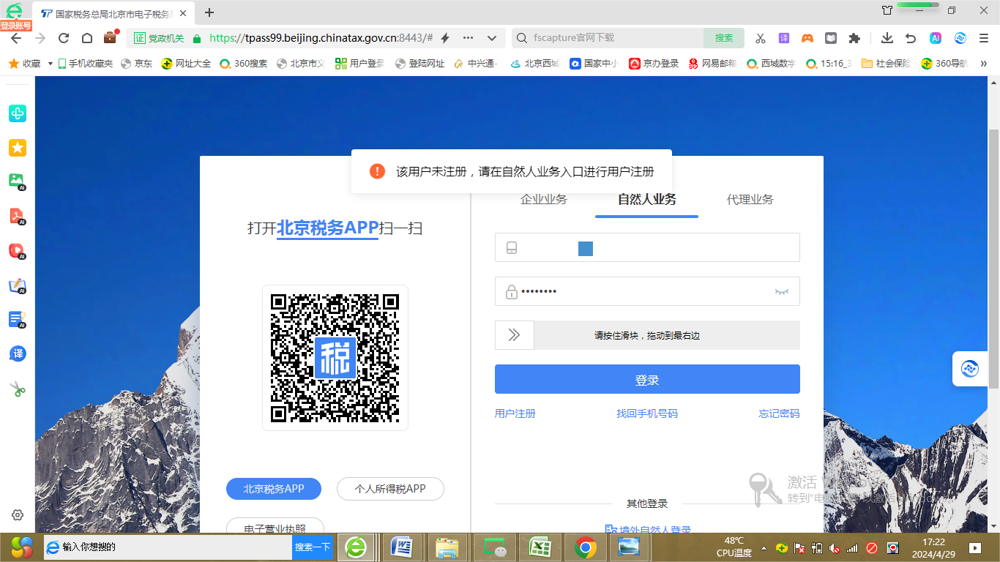 国家税务总局北京市电子税务局
登录账号
证 党政机关 https://tpass99.beijing.chinatax.gov.cn:8443/#
fscapture官网下载 搜索 译 AI
收藏 手机收藏夹 京东 网址大全 360搜索 北京市义 用户登录 登陆网址 中兴通- 北京西城 国家中小 京办登录 网易邮箱 西城数字 15:16_3 社会保险 360导航 »
该用户未注册，请在自然人业务入口进行用户注册
企业业务 自然人业务 代理业务
打开北京税务APP扫一扫
税
••••••••
请按住滑块，拖动到最右边
登录
用户注册 找回手机号码 忘记密码
北京税务APP 个人所得税APP
其他登录
电子营业执照
境外自然人登录
AI
AI
AI
AI
AI
译
激活 Windows
输入你想搜的 搜索一下
48℃
CPU温度
17:22
2024/4/29